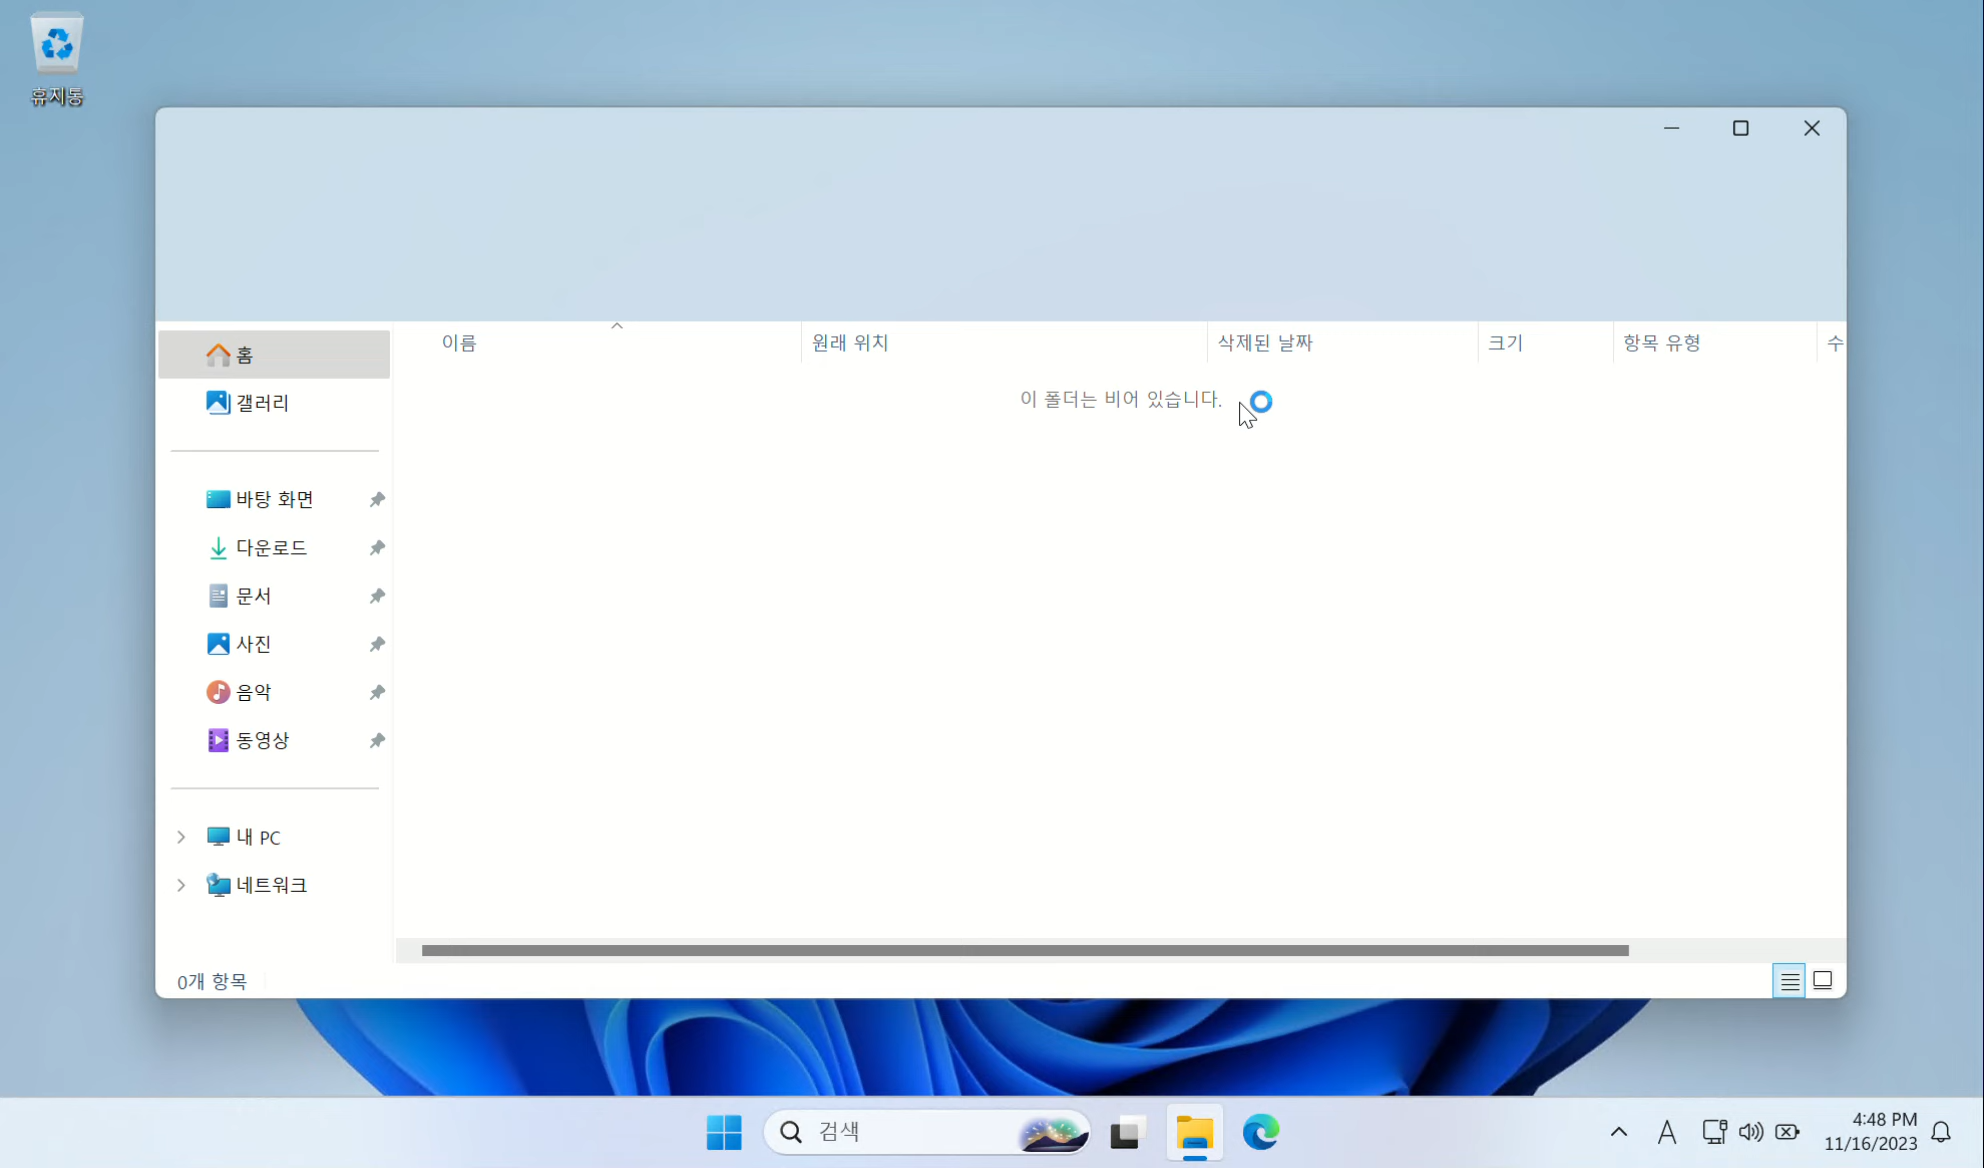 휴지통
이름 원래 위치 삭제된 날짜 크기 항목 유형 수
이 폴더는 비어 있습니다.
홈
갤러리
바탕 화면
다운로드
문서
사진
음악
동영상
내 PC
네트워크
0개 항목
검색
A
4:48 PM
11/16/2023